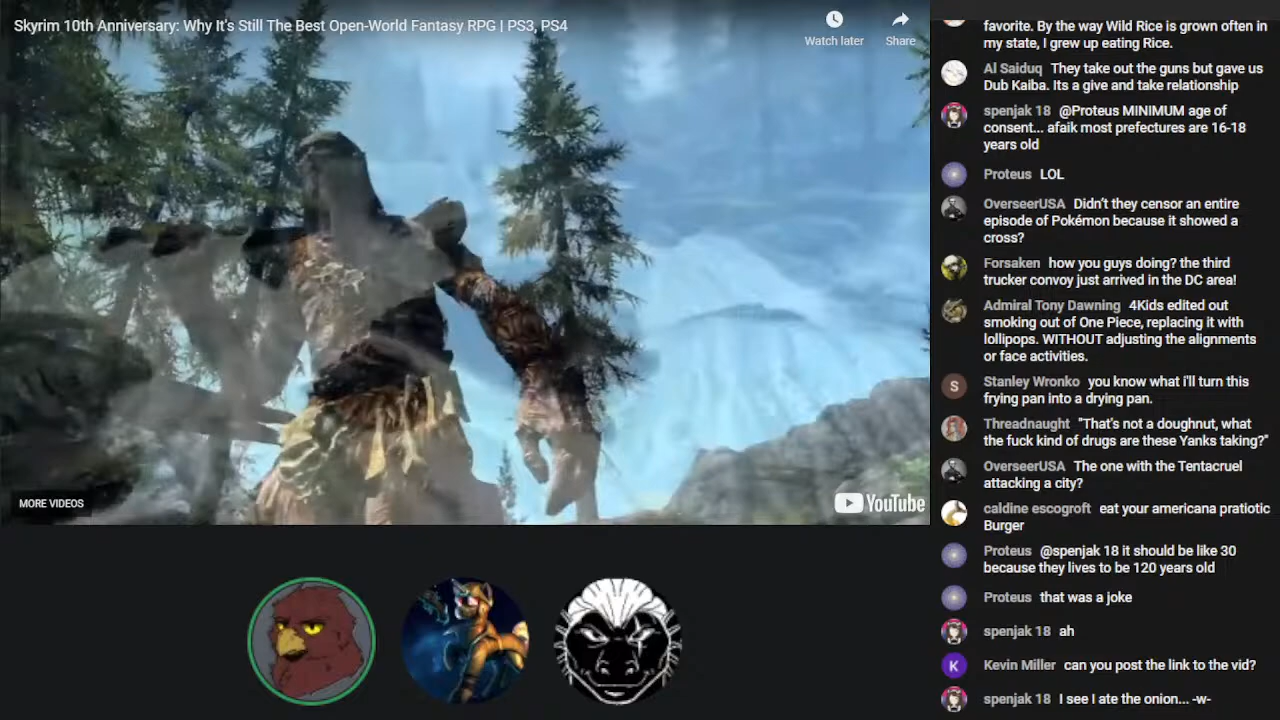 Skyrim 10th Anniversary: Why It's Still The Best Open-World Fantasy RPG | PS3, PS4
Watch later
Share
MORE VIDEOS
YouTube
favorite. By the way Wild Rice is grown often in
my state, I grew up eating Rice.
Al Saiduq They take out the guns but gave us
Dub Kaiba. Its a give and take relationship
spenjak 18 @Proteus MINIMUM age of
consent... afaik most prefectures are 16-18
years old
Proteus LOL
OverseerUSA Didn't they censor an entire
episode of Pokémon because it showed a
cross?
Forsaken how you guys doing? the third
trucker convoy just arrived in the DC area!
Admiral Tony Dawning 4Kids edited out
smoking out of One Piece, replacing it with
lollipops. WITHOUT adjusting the alignments
or face activities.
S
Stanley Wronko you know what i'll turn this
frying pan into a drying pan.
Threadnaught "That's not a doughnut, what
the fuck kind of drugs are these Yanks taking?"
OverseerUSA The one with the Tentacruel
attacking a city?
caldine escogroft eat your americana pratiotic
Burger
Proteus @spenjak 18 it should be like 30
because they lives to be 120 years old
Proteus that was a joke
spenjak 18 ah
K
Kevin Miller can you post the link to the vid?
spenjak 18 I see I ate the onion... -w-